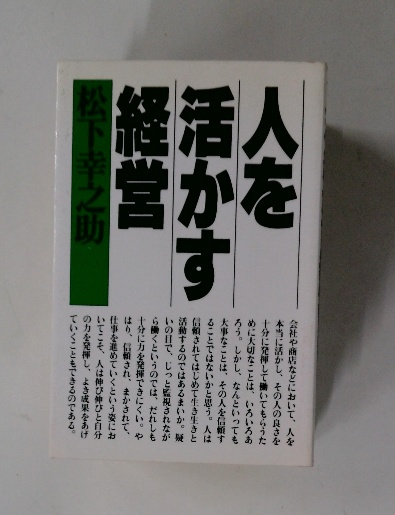 人を
活かす
経営
松下幸之助
会社や商店などにおいて、人を
本当に活かし、その人の良さを
十分に発揮して働いてもらうた
めに大切なことは、いろいろあ
ろう。しかし、なんといっても
大事なことは、その人を信頼す
ることではないかと思う。人は
信頼されてはじめて生き生きと
活動するのではあるまいか。疑
いの目で、じっと監視されなが
ら働くというのでは、だれしも
十分に力を発揮できにくい。や
はり、信頼され、まかされて、
仕事を進めていくという姿にお
いてこそ、人は伸び伸びと自分
の力を発揮し、よき成果をあげ
ていくこともできるのである。